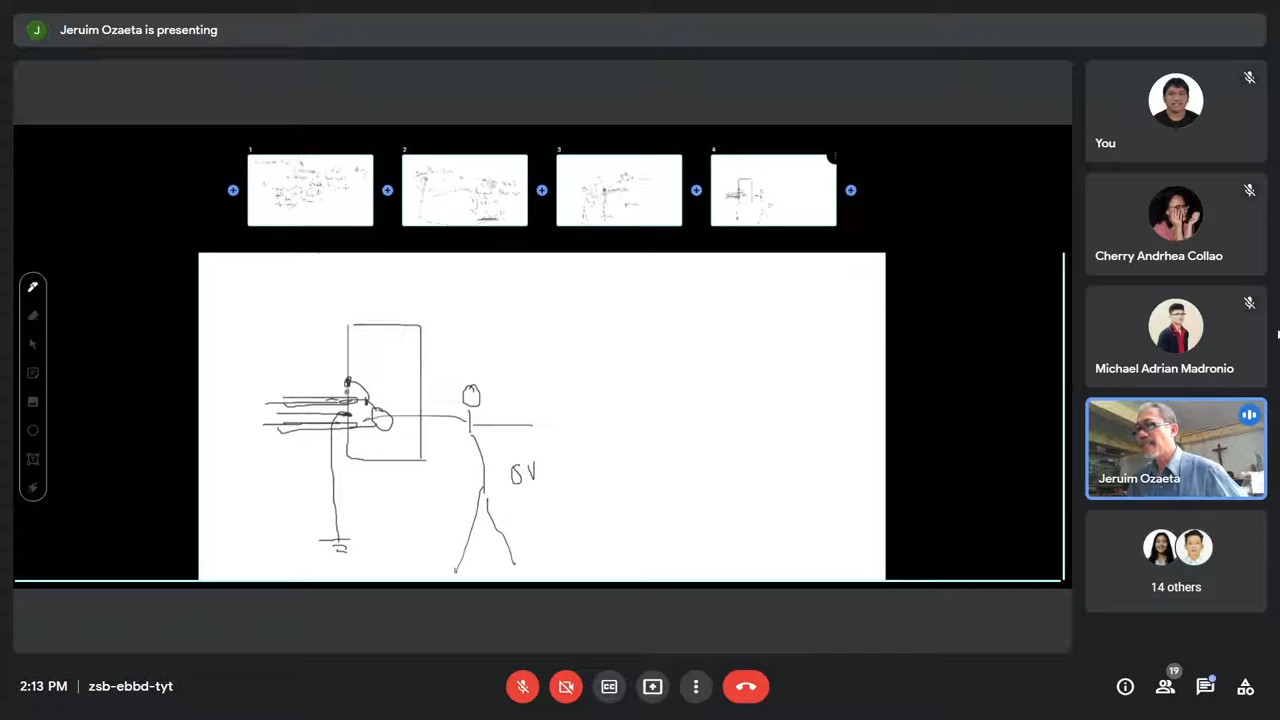 J
Jeruim Ozaeta is presenting
1
2
3
4
You
Cherry Andrhea Collao
Michael Adrian Madronio
Jeruim Ozaeta
14 others
0V
2:13 PM
zsb-ebbd-tyt
CC
19